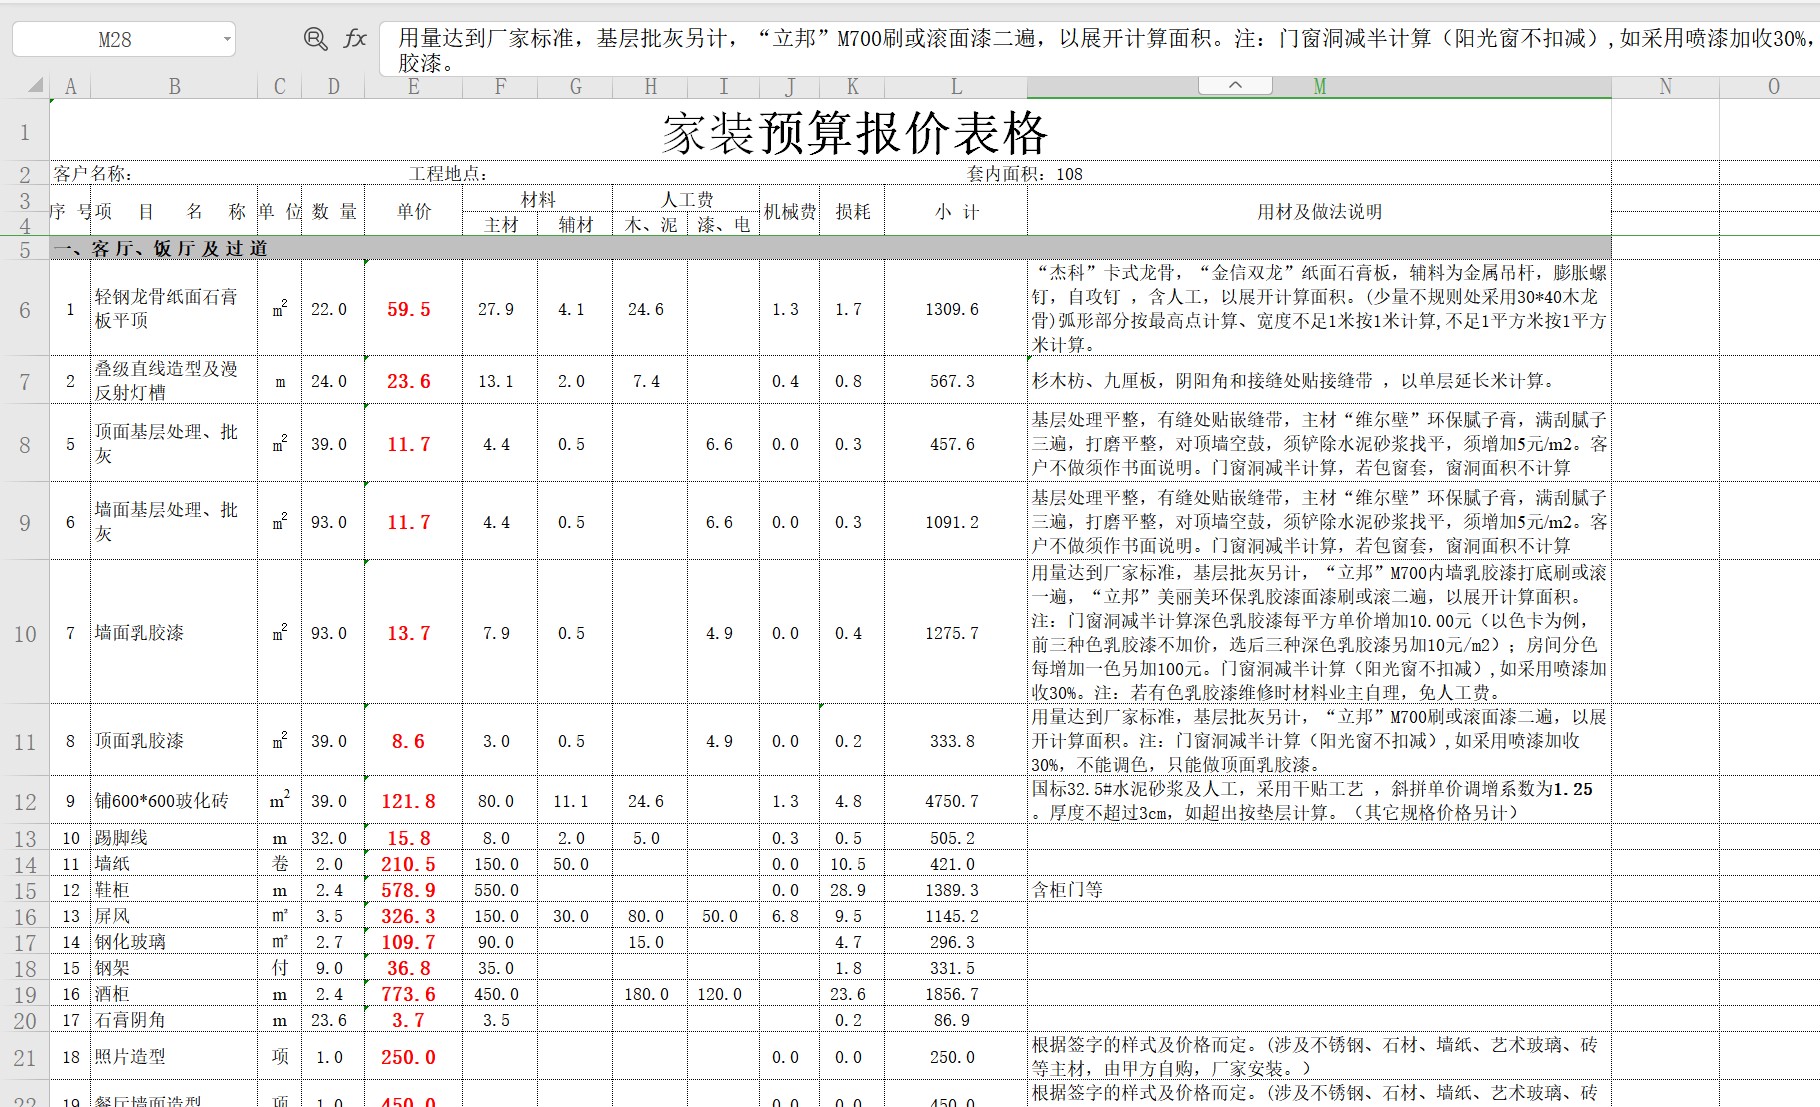 M28
fx
用量达到厂家标准，基层批灰另计，“立邦”M700刷或滚面漆二遍，以展开计算面积。注：门窗洞减半计算（阳光窗不扣减）,如采用喷漆加收30%，
胶漆。
A B C D E F G H I J K L M N O
1 家装预算报价表格
2 客户名称： 工程地点： 套内面积：108
3 序 号 项 目 名 称 单 位 数 量 单价 材料 人工费 机械费 损耗 小 计 用材及做法说明
4 主材 辅材 木、泥 漆、电
5 一、客厅、饭厅及过道
6 1 轻钢龙骨纸面石膏
板平顶 m² 22.0 59.5 27.9 4.1 24.6 1.3 1.7 1309.6
“杰科”卡式龙骨，“金信双龙”纸面石膏板，辅料为金属吊杆，膨胀螺
钉，自攻钉 ，含人工，以展开计算面积。(少量不规则处采用30*40木龙
骨)弧形部分按最高点计算、宽度不足1米按1米计算,不足1平方米按1平方
米计算。
7 2 叠级直线造型及漫
反射灯槽 m 24.0 23.6 13.1 2.0 7.4 0.4 0.8 567.3 杉木枋、九厘板，阴阳角和接缝处贴接缝带 ，以单层延长米计算。
8 5 顶面基层处理、批
灰 m² 39.0 11.7 4.4 0.5 6.6 0.0 0.3 457.6
基层处理平整，有缝处贴嵌缝带，主材“维尔壁”环保腻子膏，满刮腻子
三遍，打磨平整，对顶墙空鼓，须铲除水泥砂浆找平，须增加5元/m2。客
户不做须作书面说明。门窗洞减半计算，若包窗套，窗洞面积不计算
9 6 墙面基层处理、批
灰 m² 93.0 11.7 4.4 0.5 6.6 0.0 0.3 1091.2
基层处理平整，有缝处贴嵌缝带，主材“维尔壁”环保腻子膏，满刮腻子
三遍，打磨平整，对顶墙空鼓，须铲除水泥砂浆找平，须增加5元/m2。客
户不做须作书面说明。门窗洞减半计算，若包窗套，窗洞面积不计算
10 7 墙面乳胶漆 m² 93.0 13.7 7.9 0.5 4.9 0.0 0.4 1275.7
用量达到厂家标准，基层批灰另计，“立邦”M700内墙乳胶漆打底刷或滚
一遍，“立邦”美丽美环保乳胶漆面漆刷或滚二遍，以展开计算面积。
注：门窗洞减半计算深色乳胶漆每平方单价增加10.00元（以色卡为例，
前三种色乳胶漆不加价，选后三种深色乳胶漆另加10元/m2）；房间分色
每增加一色另加100元。门窗洞减半计算（阳光窗不扣减）,如采用喷漆加
收30%。注：若有色乳胶漆维修时材料业主自理，免人工费。
11 8 顶面乳胶漆 m² 39.0 8.6 3.0 0.5 4.9 0.0 0.2 333.8
用量达到厂家标准，基层批灰另计，“立邦”M700刷或滚面漆二遍，以展
开计算面积。注：门窗洞减半计算（阳光窗不扣减）,如采用喷漆加收
30%，不能调色，只能做顶面乳胶漆。
12 9 铺600*600玻化砖 m² 39.0 121.8 80.0 11.1 24.6 1.3 4.8 4750.7
国标32.5#水泥砂浆及人工，采用干贴工艺 ，斜拼单价调增系数为1.25
。厚度不超过3cm，如超出按垫层计算。（其它规格价格另计）
13 10 踢脚线 m 32.0 15.8 8.0 2.0 5.0 0.3 0.5 505.2
14 11 墙纸 卷 2.0 210.5 150.0 50.0 0.0 10.5 421.0
15 12 鞋柜 m 2.4 578.9 550.0 0.0 28.9 1389.3 含柜门等
16 13 屏风 m² 3.5 326.3 150.0 30.0 80.0 50.0 6.8 9.5 1145.2
17 14 钢化玻璃 m² 2.7 109.7 90.0 15.0 4.7 296.3
18 15 钢架 付 9.0 36.8 35.0 1.8 331.5
19 16 酒柜 m 2.4 773.6 450.0 180.0 120.0 23.6 1856.7
20 17 石膏阴角 m 23.6 3.7 3.5 0.2 86.9
21 18 照片造型 项 1.0 250.0 0.0 0.0 250.0
根据签字的样式及价格而定。(涉及不锈钢、石材、墙纸、艺术玻璃、砖
等主材，由甲方自购，厂家安装。）
22 19 餐厅墙面造型 项 1.0 450.0 0.0 0.0 450.0
根据签字的样式及价格而定。(涉及不锈钢、石材、墙纸、艺术玻璃、砖